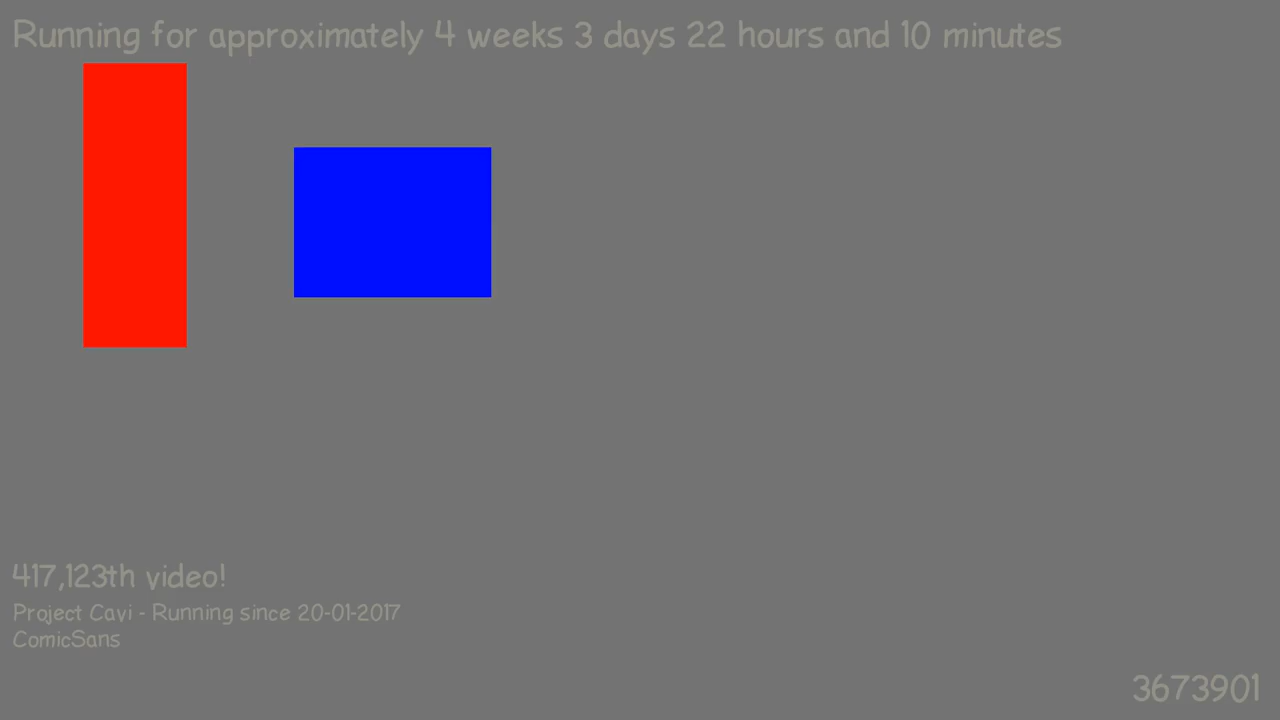 Running for approximately 4 weeks 3 days 22 hours and 10 minutes
417,123th video!
Project Cavi - Running since 20-01-2017
ComicSans
3673901